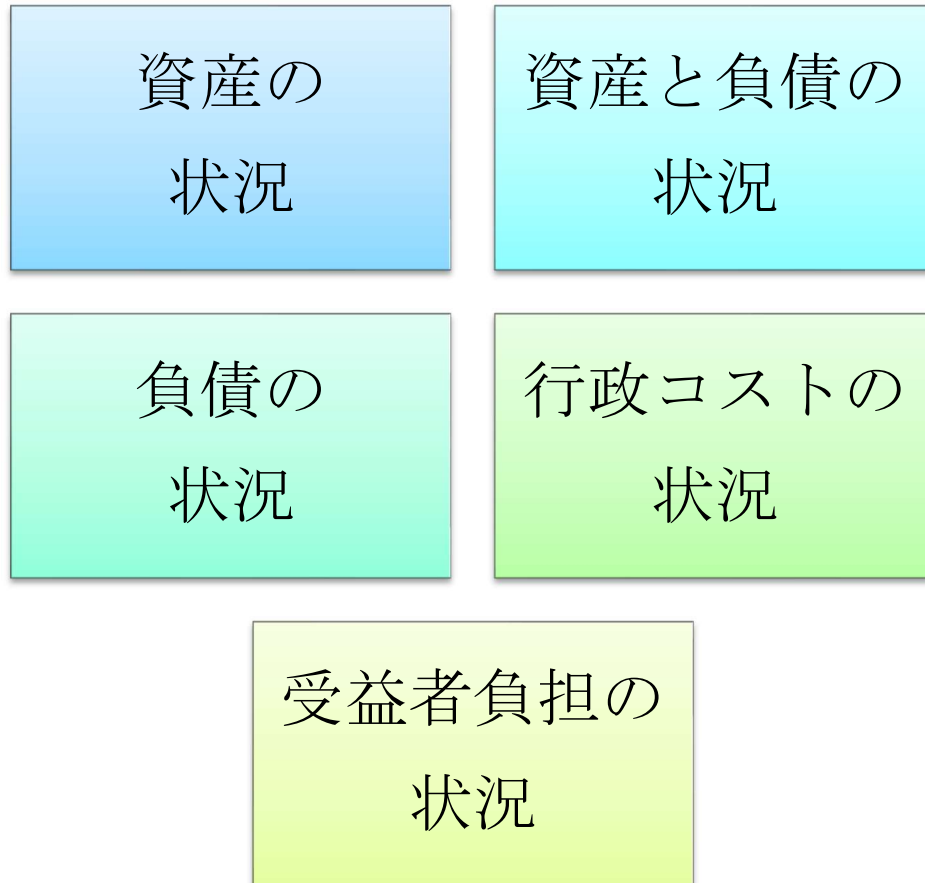 資産の
状況
資産と負債の
状況
負債の
状況
行政コストの
状況
受益者負担の
状況